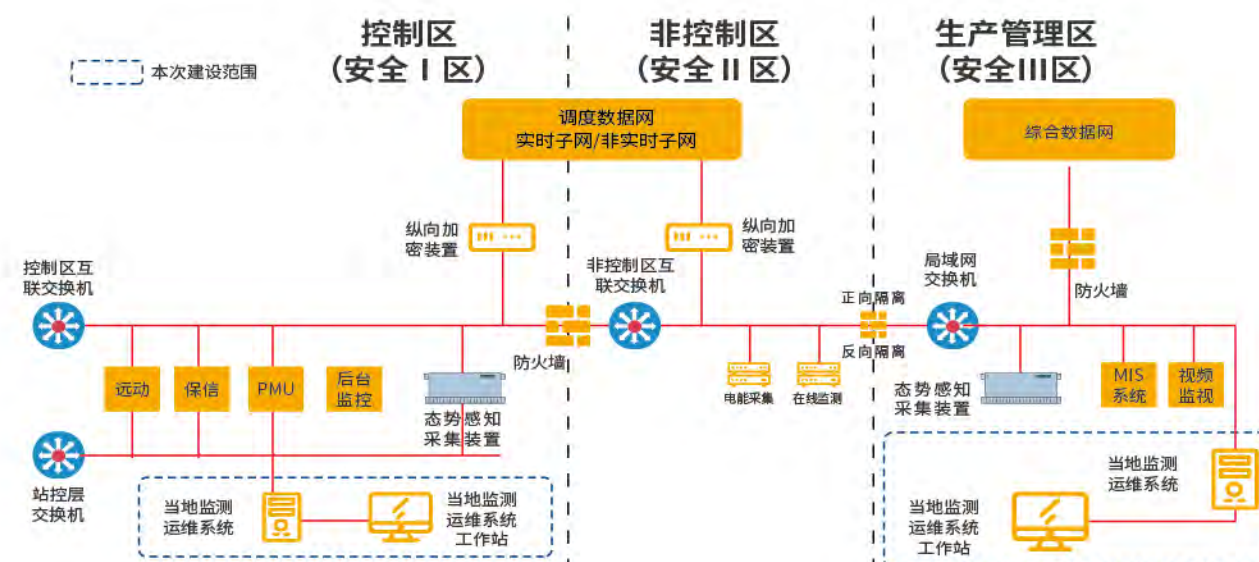 控制区
（安全Ⅰ区）
非控制区
（安全II区）
生产管理区
（安全III区）
本次建设范围
调度数据网
实时子网/非实时子网
综合数据网
纵向加
密装置
纵向加
密装置
控制区互
联交换机
非控制区互
联交换机
局域网
交换机
防火墙
正向隔离
反向隔离
防火墙
远动
保信
PMU
后台
监控
态势感知
采集装置
电能采集
在线监测
态势感知
采集装置
MIS
系统
视频
监视
站控层
交换机
当地监测
运维系统
当地监测
运维系统
工作站
当地监测
运维系统
工作站
当地监测
运维系统